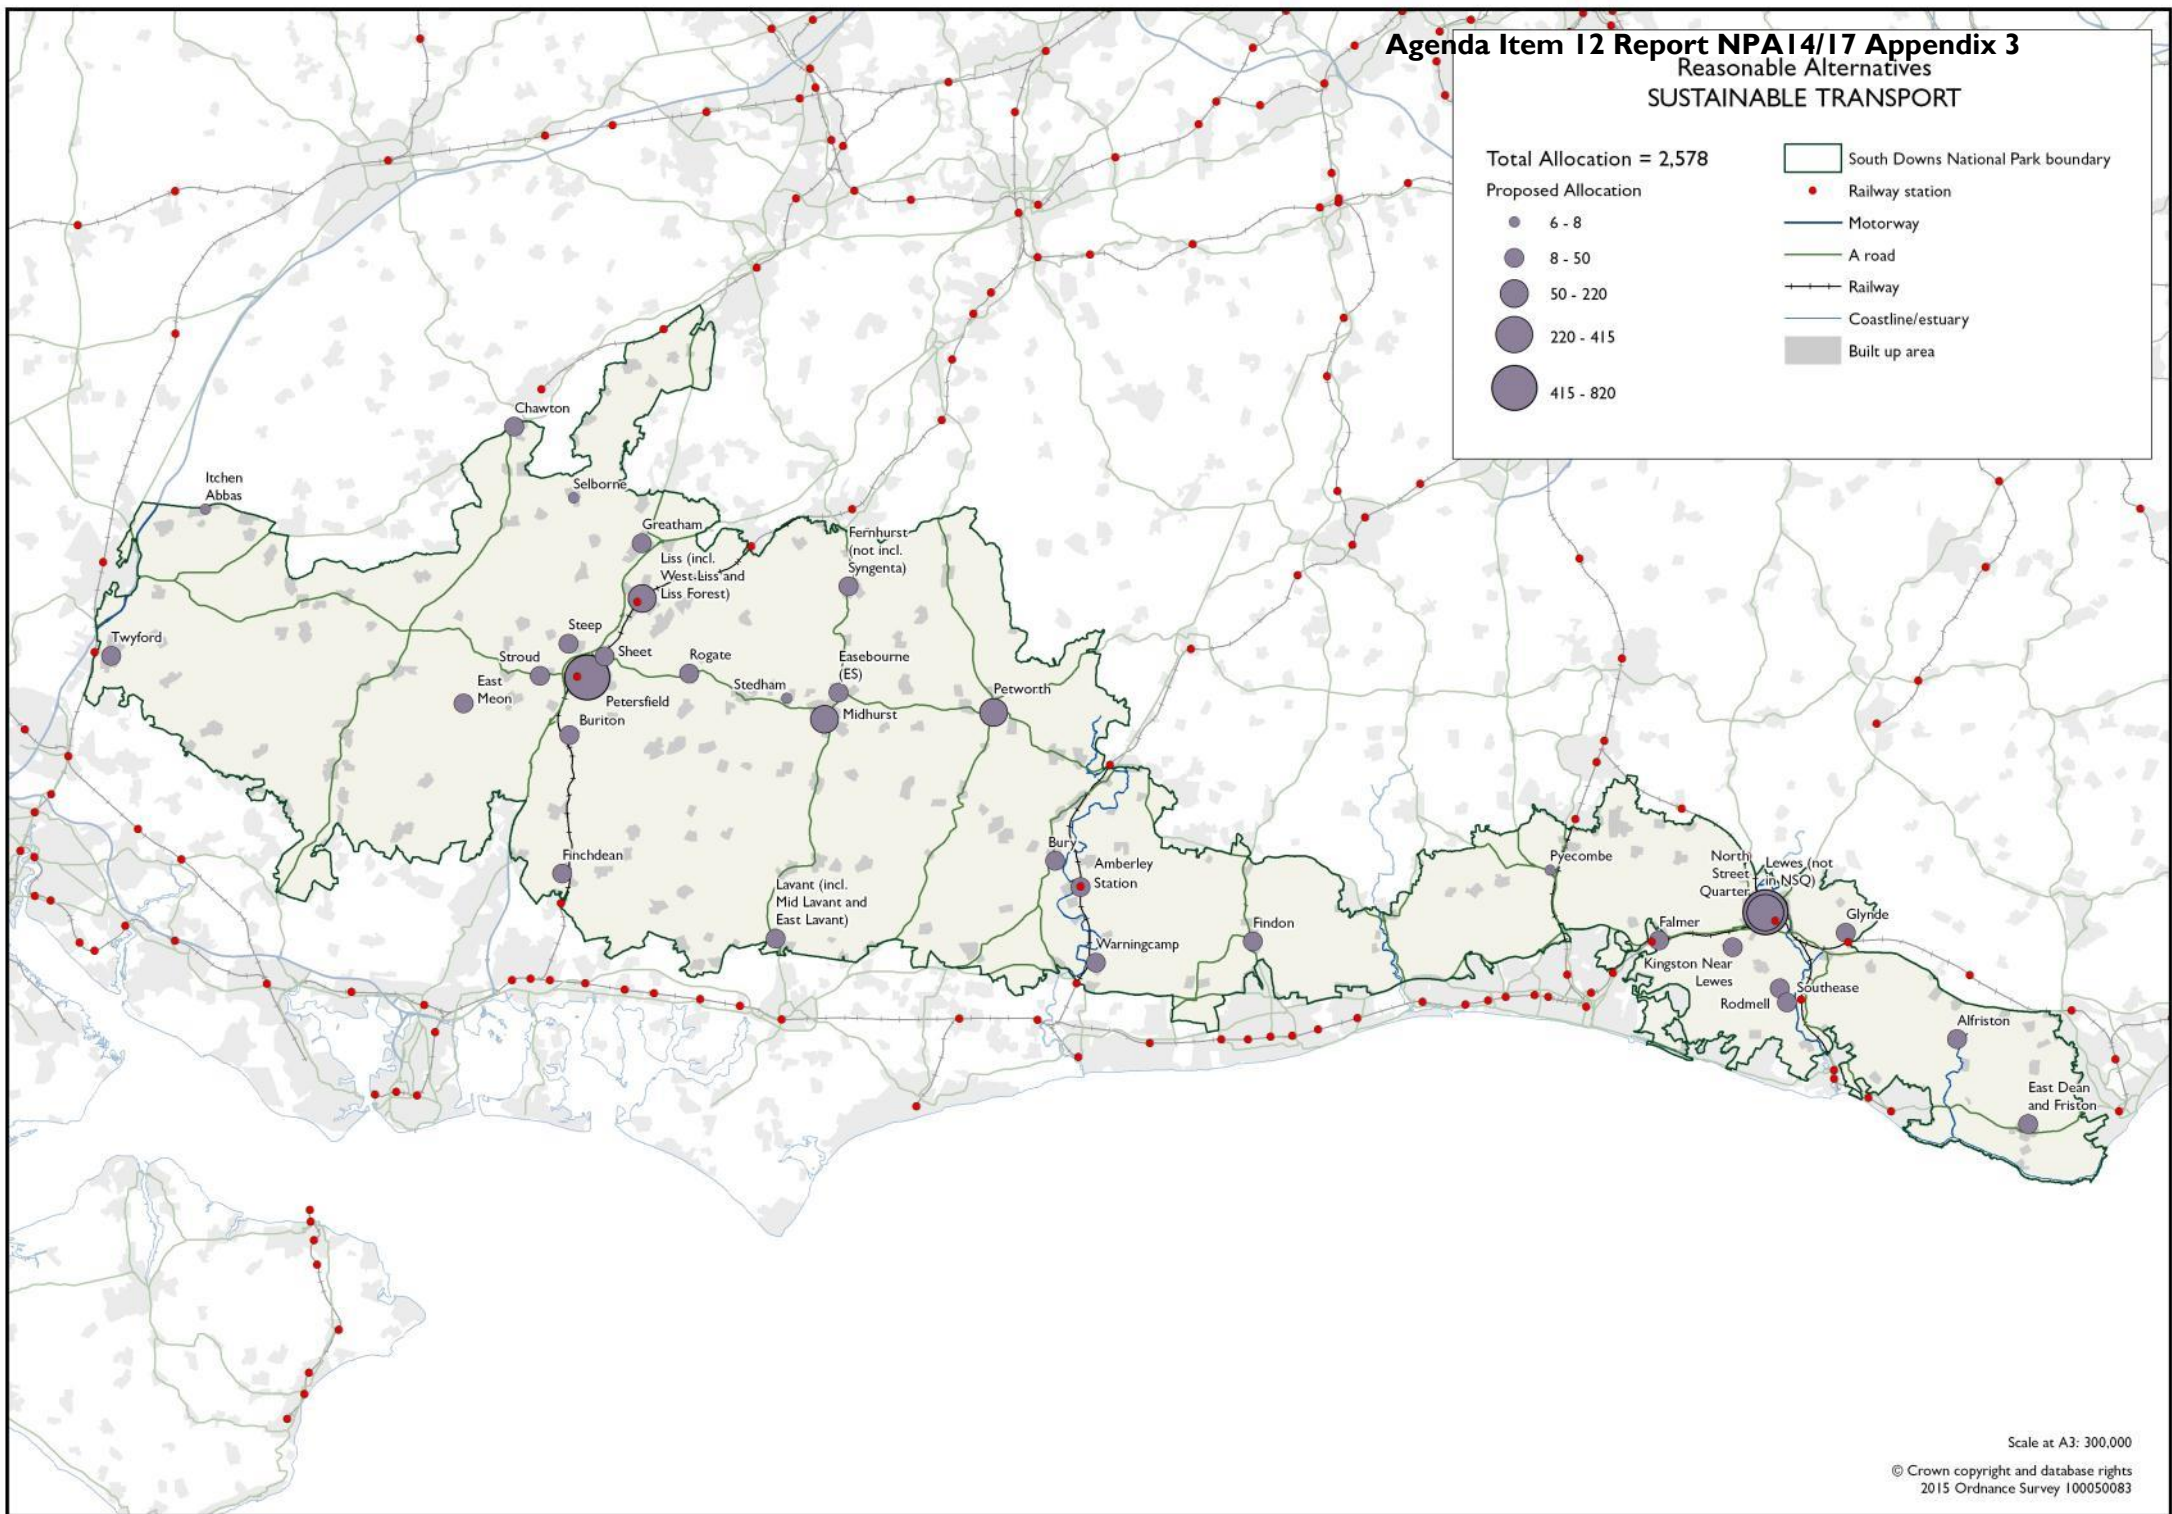 Agenda Item 12 Report NPA14/17 Appendix 3
Reasonable Alternatives
SUSTAINABLE TRANSPORT
Total Allocation = 2,578
Proposed Allocation
6 - 8
8 - 50
50 - 220
220 - 415
415 - 820
South Downs National Park boundary
Railway station
Motorway
A road
Railway
Coastline/estuary
Built up area
Chawton
Itchen
Abbas
Selborne
Greatham
Liss (incl.
West Liss and
Liss Forest)
Fernhurst
(not incl.
Syngenta)
Twyford
Steep
Stroud
Sheet
Rogate
East
Meon
Petersfield
Buriton
Stedham
Easebourne
(ES)
Midhurst
Petworth
Finchdean
Lavant (incl.
Mid Lavant and
East Lavant)
Bury
Amberley
Station
Warningcamp
Findon
Pyecombe
North
Street
Quarter
Lewes (not
in NSQ)
Falmer
Glynde
Kingston Near
Lewes
Southease
Rodmell
Alfriston
East Dean
and Friston
Scale at A3: 300,000
© Crown copyright and database rights
2015 Ordnance Survey 100050083